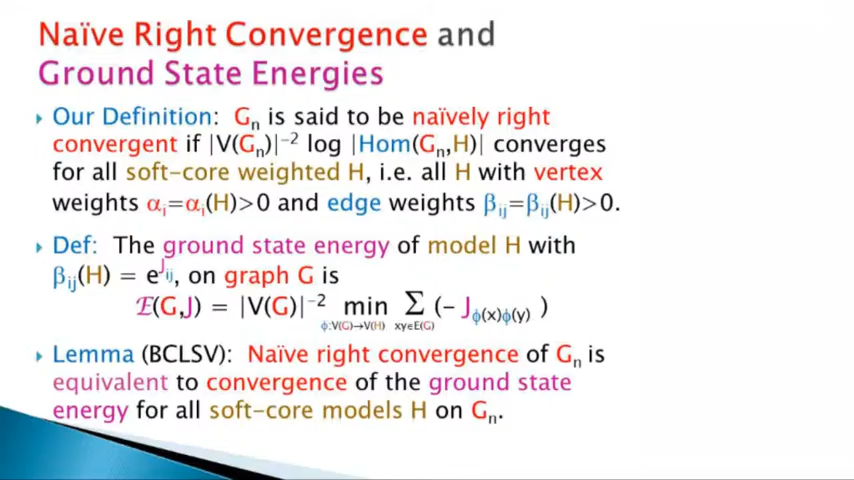 Naïve Right Convergence and
Ground State Energies
Our Definition: Gₙ is said to be naïvely right
convergent if |V(Gₙ)|⁻² log |Hom(Gₙ,H)| converges
for all soft-core weighted H, i.e. all H with vertex
weights αᵢ=αᵢ(H)>0 and edge weights βᵢⱼ=βᵢⱼ(H)>0.
Def: The ground state energy of model H with
βᵢⱼ(H) = e^Jᵢⱼ, on graph G is
ℰ(G,J) = |V(G)|⁻² min Σ (– J_φ(x)φ(y) )
φ:V(G)→V(H) xy∈E(G)
Lemma (BCLSV): Naïve right convergence of Gₙ is
equivalent to convergence of the ground state
energy for all soft-core models H on Gₙ.